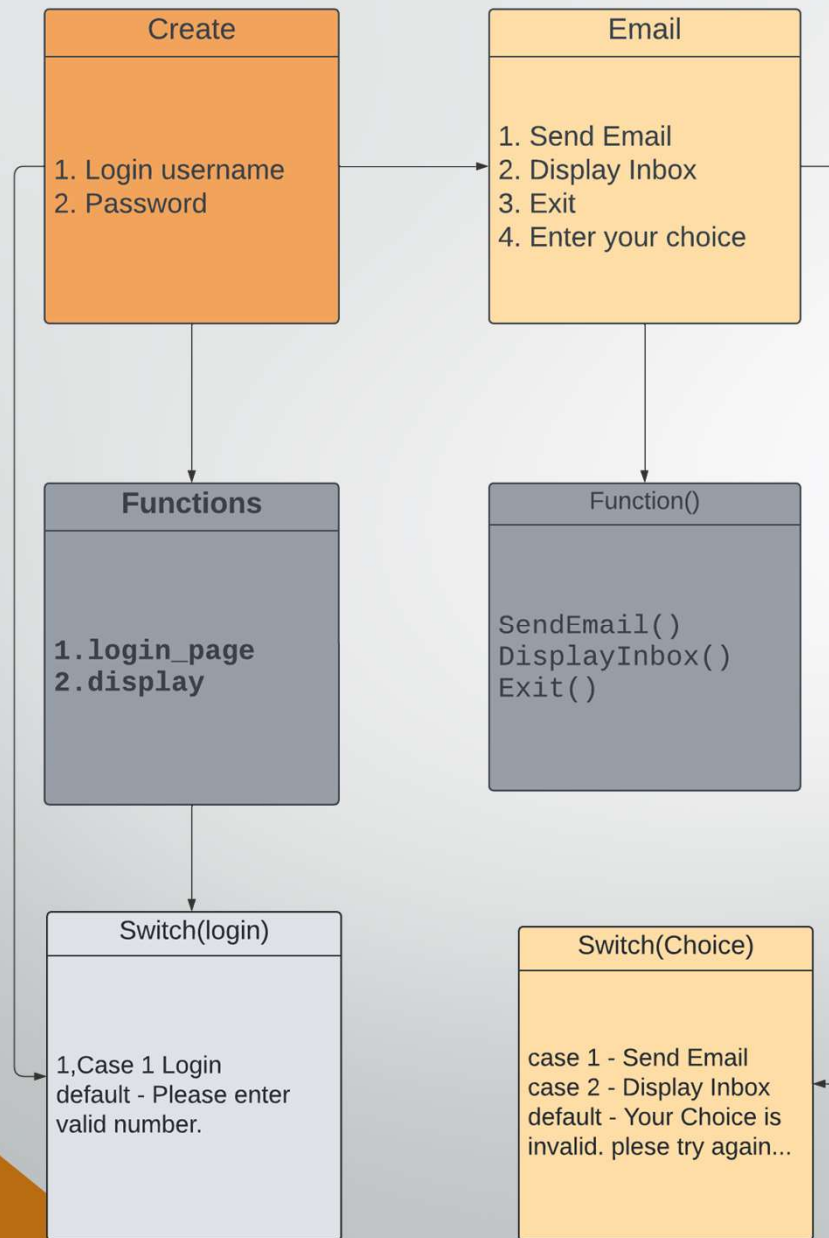 Create
1. Login username
2. Password
Email
1. Send Email
2. Display Inbox
3. Exit
4. Enter your choice
Functions
1.login_page
2.display
Function()
SendEmail()
DisplayInbox()
Exit()
Switch(login)
1,Case 1 Login
default - Please enter
valid number.
Switch(Choice)
case 1 - Send Email
case 2 - Display Inbox
default - Your Choice is
invalid. plese try again...